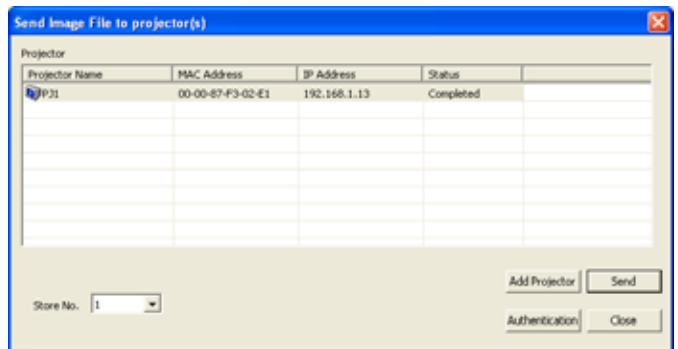 Send Image File to projector(s)
Projector
Projector Name MAC Address IP Address Status
PJ1 00-00-87-F3-02-E1 192.168.1.13 Completed
Add Projector Send
Store No. 1
Authentication Close